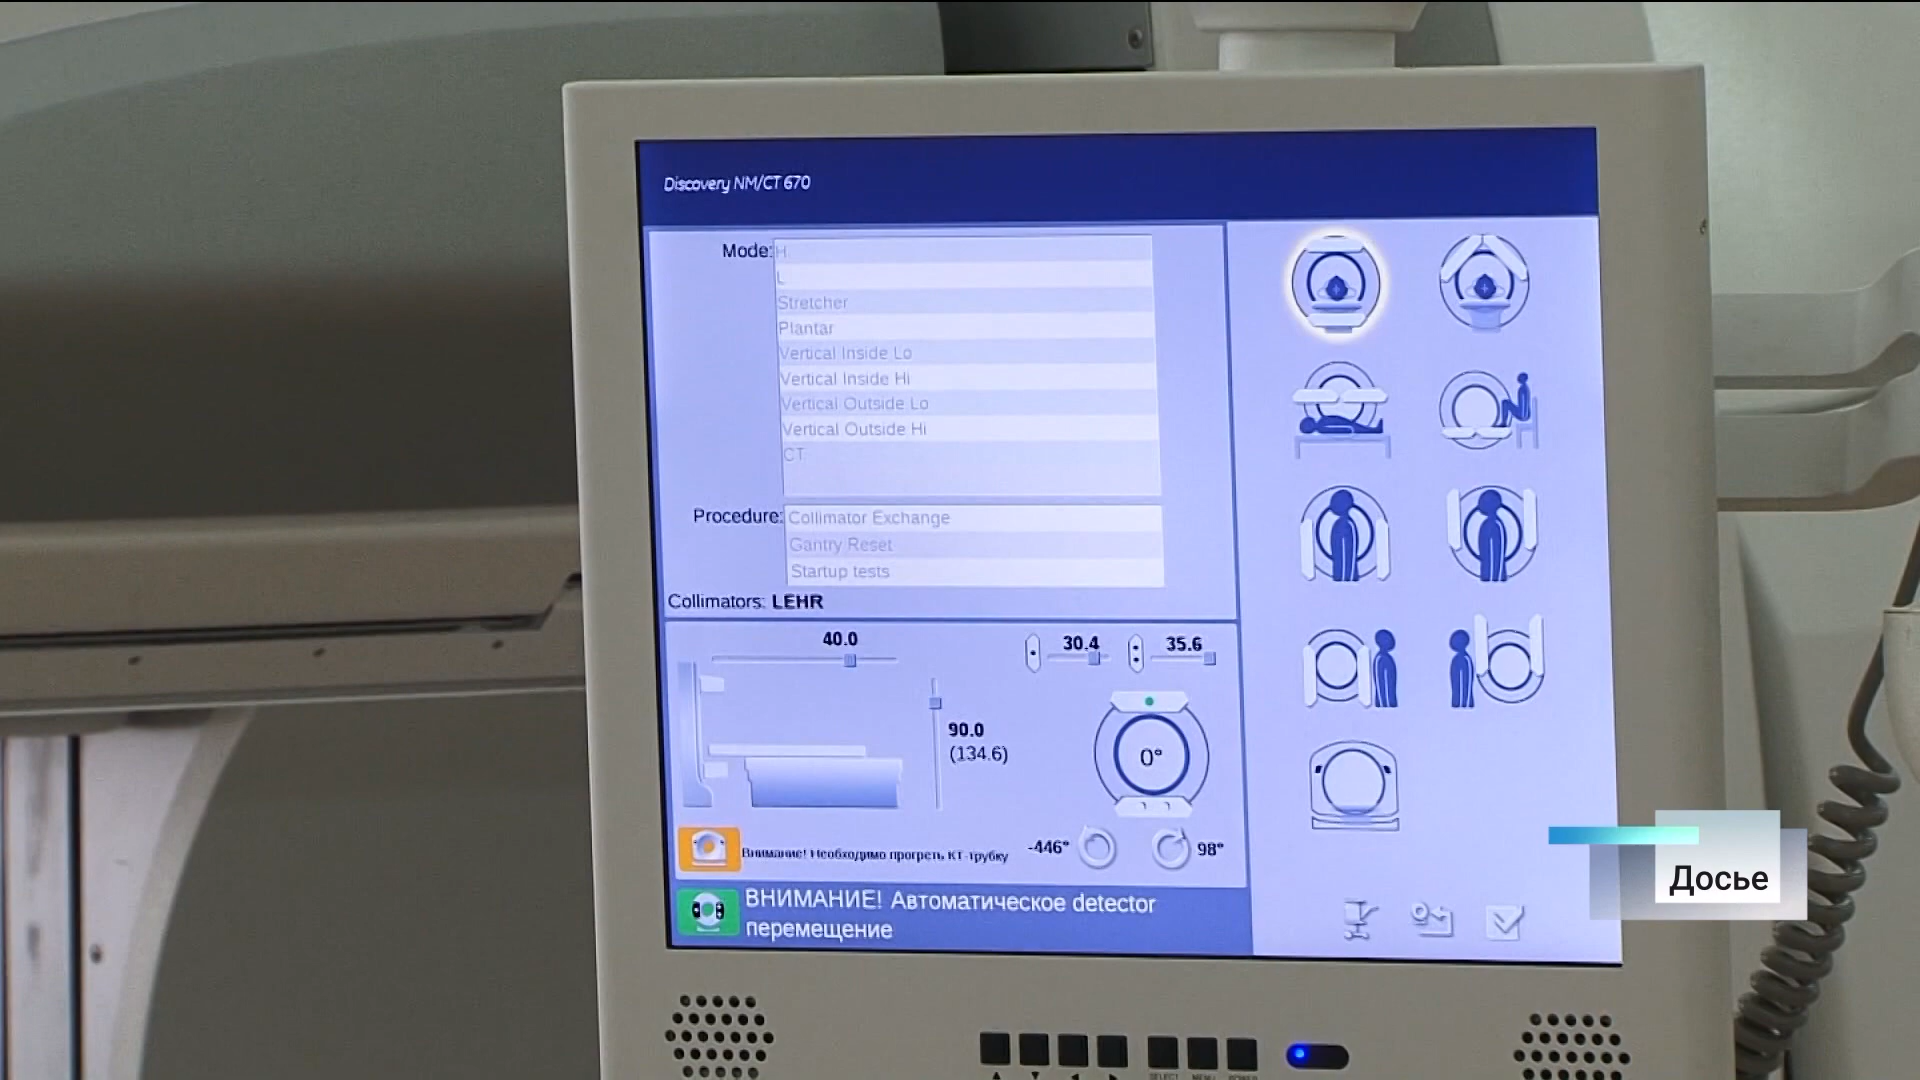 Discovery NM/CT 670
Mode:
H
L
Stretcher
Plantar
Vertical Inside Lo
Vertical Inside Hi
Vertical Outside Lo
Vertical Outside Hi
CT
Procedure:
Collimator Exchange
Gantry Reset
Startup tests
Collimators: LEHR
40.0
30.4
35.6
90.0
(134.6)
0°
Внимание! Необходимо прогреть КТ-трубку
-446°
98°
ВНИМАНИЕ! Автоматическое detector
перемещение
Досье